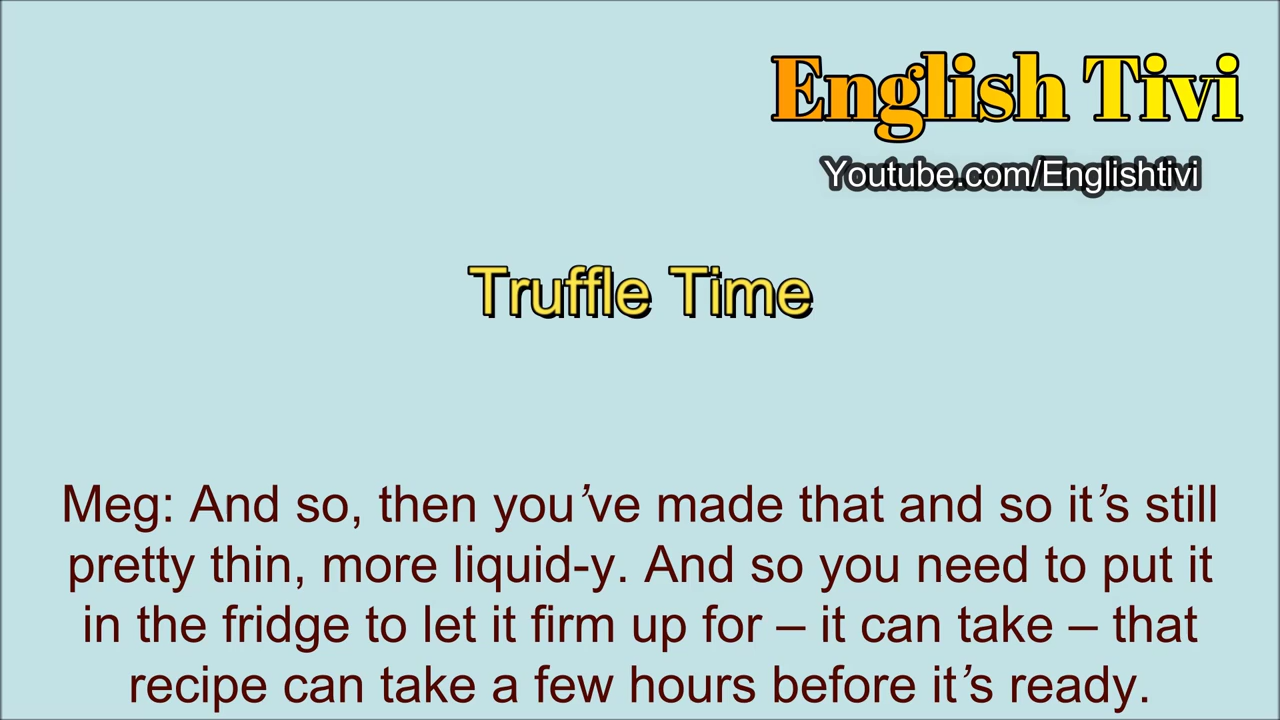 English Tivi
Youtube.com/Englishtivi
Truffle Time
Meg: And so, then you’ve made that and so it’s still
pretty thin, more liquid-y. And so you need to put it
in the fridge to let it firm up for – it can take – that
recipe can take a few hours before it’s ready.